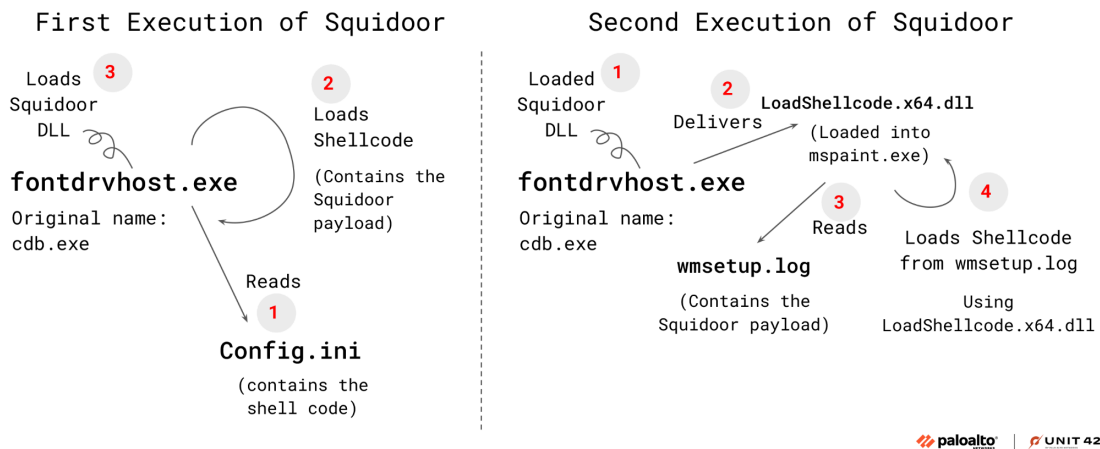 First Execution of Squidoor
3
Loads
Squidoor
DLL
2
Loads
Shellcode
(Contains the
Squidoor
payload)
fontdrvhost.exe
Original name:
cdb.exe
Reads
1
Config.ini
(contains the
shell code)
Second Execution of Squidoor
1
Loaded
Squidoor
DLL
fontdrvhost.exe
Original name:
cdb.exe
2
Delivers
LoadShellcode.x64.dll
(Loaded into
mspaint.exe)
3
Reads
wmsetup.log
(Contains the
Squidoor payload)
4
Loads Shellcode
from wmsetup.log
Using
LoadShellcode.x64.dll
paloalto
NETWORKS
UNIT 42